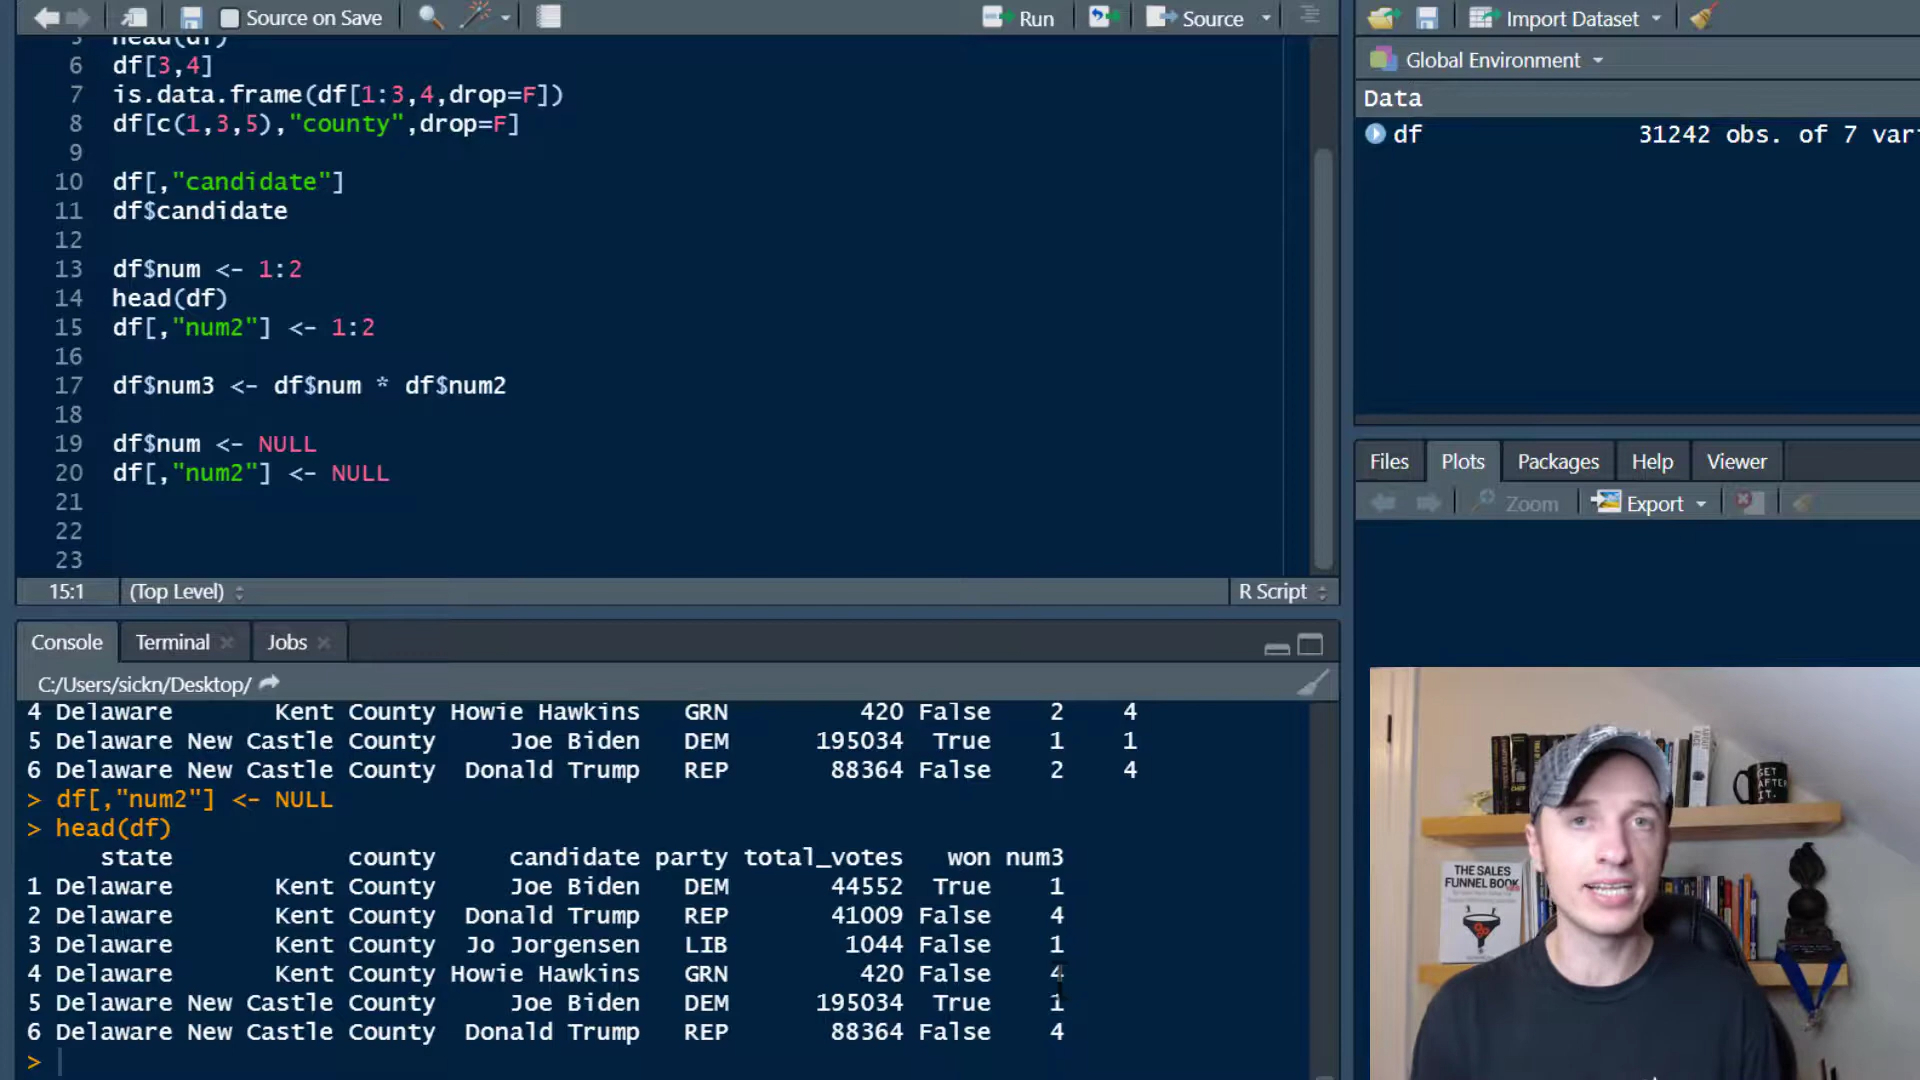 Source on Save
Run
Source
Import Dataset
Global Environment
5 head(df)
6 df[3,4]
7 is.data.frame(df[1:3,4,drop=F])
8 df[c(1,3,5),"county",drop=F]
9
10 df[,"candidate"]
11 df$candidate
12
13 df$num <- 1:2
14 head(df)
15 df[,"num2"] <- 1:2
16
17 df$num3 <- df$num * df$num2
18
19 df$num <- NULL
20 df[,"num2"] <- NULL
21
22
23
15:1 (Top Level) R Script
Data
df 31242 obs. of 7 vari
Files Plots Packages Help Viewer
Zoom Export
Console Terminal Jobs
C:/Users/sickn/Desktop/
4 Delaware Kent County Howie Hawkins GRN 420 False 2 4
5 Delaware New Castle County Joe Biden DEM 195034 True 1 1
6 Delaware New Castle County Donald Trump REP 88364 False 2 4
> df[,"num2"] <- NULL
> head(df)
state county candidate party total_votes won num3
1 Delaware Kent County Joe Biden DEM 44552 True 1
2 Delaware Kent County Donald Trump REP 41009 False 4
3 Delaware Kent County Jo Jorgensen LIB 1044 False 1
4 Delaware Kent County Howie Hawkins GRN 420 False 4
5 Delaware New Castle County Joe Biden DEM 195034 True 1
6 Delaware New Castle County Donald Trump REP 88364 False 4
>
GET
AFTER
IT.
THE SALES
FUNNEL BOOK